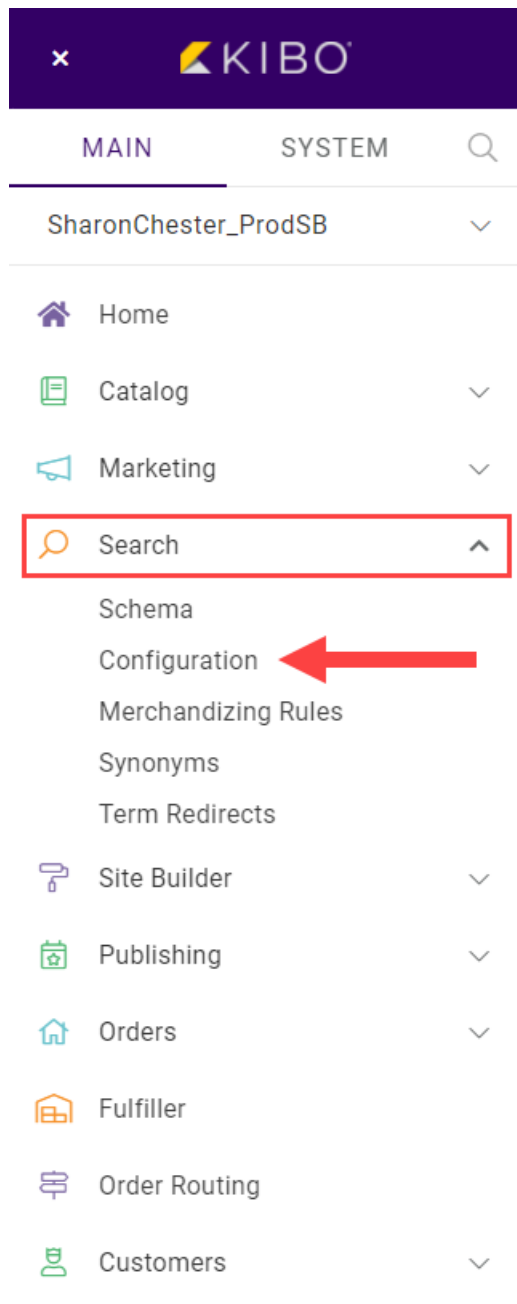 × KIBO
MAIN SYSTEM
SharonChester_ProdSB
Home
Catalog
Marketing
Search
Schema
Configuration
Merchandizing Rules
Synonyms
Term Redirects
Site Builder
Publishing
Orders
Fulfiller
Order Routing
Customers